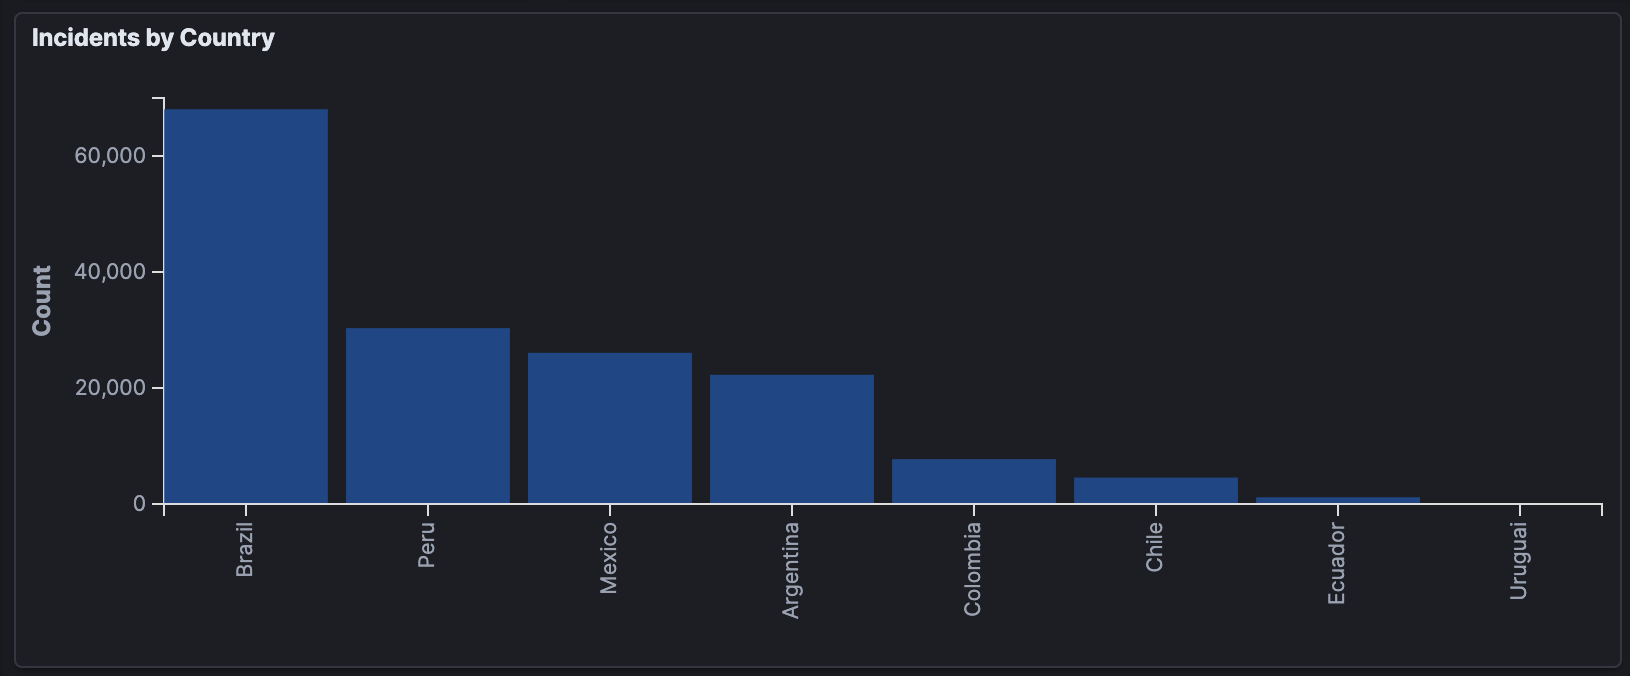 Incidents by Country
Count
60,000
40,000
20,000
0
Brazil
Peru
Mexico
Argentina
Colombia
Chile
Ecuador
Uruguai